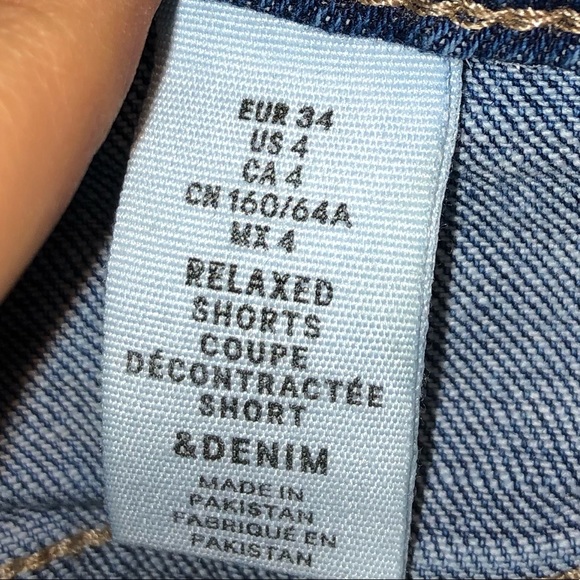 EUR 34
US 4
CA 4
CN 160/64A
MX 4
RELAXED
SHORTS
COUPE
DÉCONTRACTÉE
SHORT
&DENIM
MADE IN
PAKISTAN
FABRIQUÉ EN
PAKISTAN